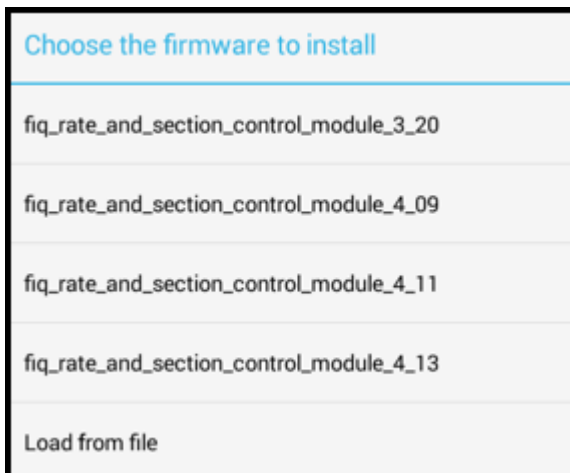 Choose the firmware to install
fiq_rate_and_section_control_module_3_20
fiq_rate_and_section_control_module_4_09
fiq_rate_and_section_control_module_4_11
fiq_rate_and_section_control_module_4_13
Load from file